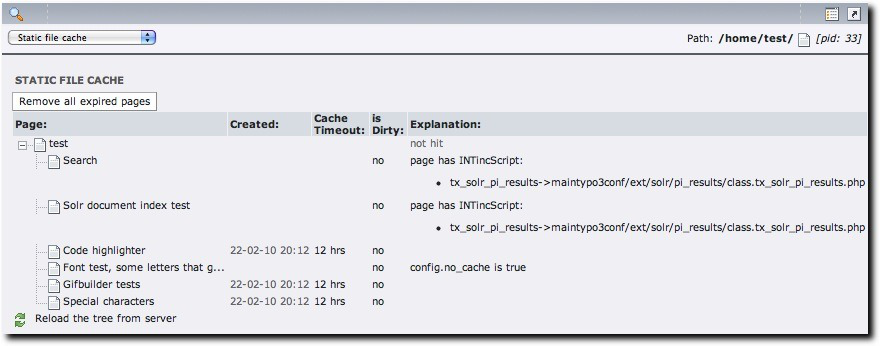 Static file cache
Path: /home/test/ [pid: 33]
STATIC FILE CACHE
Remove all expired pages
Page: Created: Cache Timeout: is Dirty: Explanation:
test not hit
Search no page has INTincScript:
• tx_solr_pi_results->maintypo3conf/ext/solr/pi_results/class.tx_solr_pi_results.php
Solr document index test no page has INTincScript:
• tx_solr_pi_results->maintypo3conf/ext/solr/pi_results/class.tx_solr_pi_results.php
Code highlighter 22-02-10 20:12 12 hrs no
Font test, some letters that g... no config.no_cache is true
Gifbuilder tests 22-02-10 20:12 12 hrs no
Special characters 22-02-10 20:12 12 hrs no
Reload the tree from server